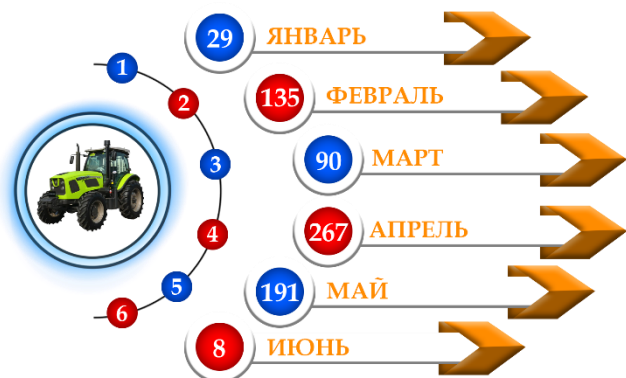 1
29 ЯНВАРЬ
2
135 ФЕВРАЛЬ
3
90 МАРТ
4
267 АПРЕЛЬ
5
191 МАЙ
6
8 ИЮНЬ